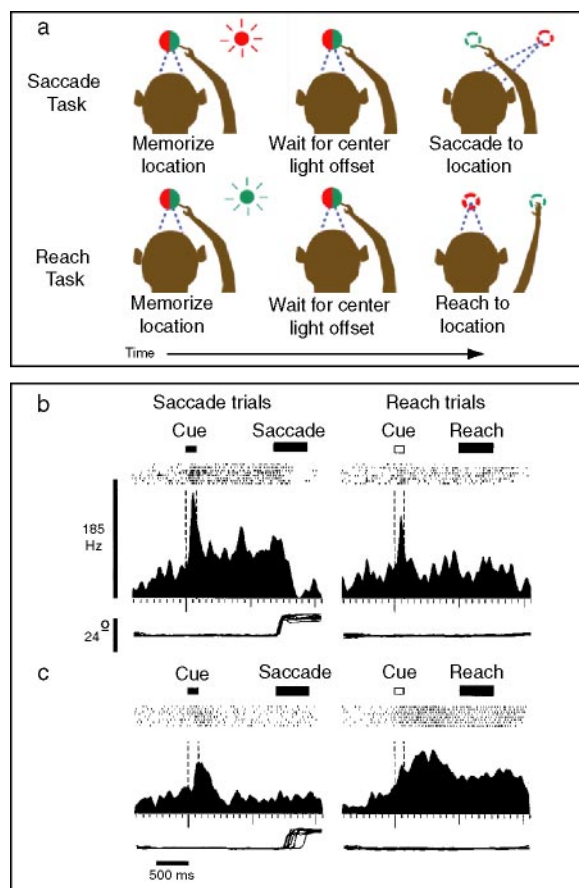 a
Saccade
Task
Memorize
location
Wait for center
light offset
Saccade to
location
Reach
Task
Memorize
location
Wait for center
light offset
Reach to
location
Time
b
Saccade trials
Reach trials
Cue
Saccade
Cue
Reach
185
Hz
24º
c
Cue
Saccade
Cue
Reach
500 ms